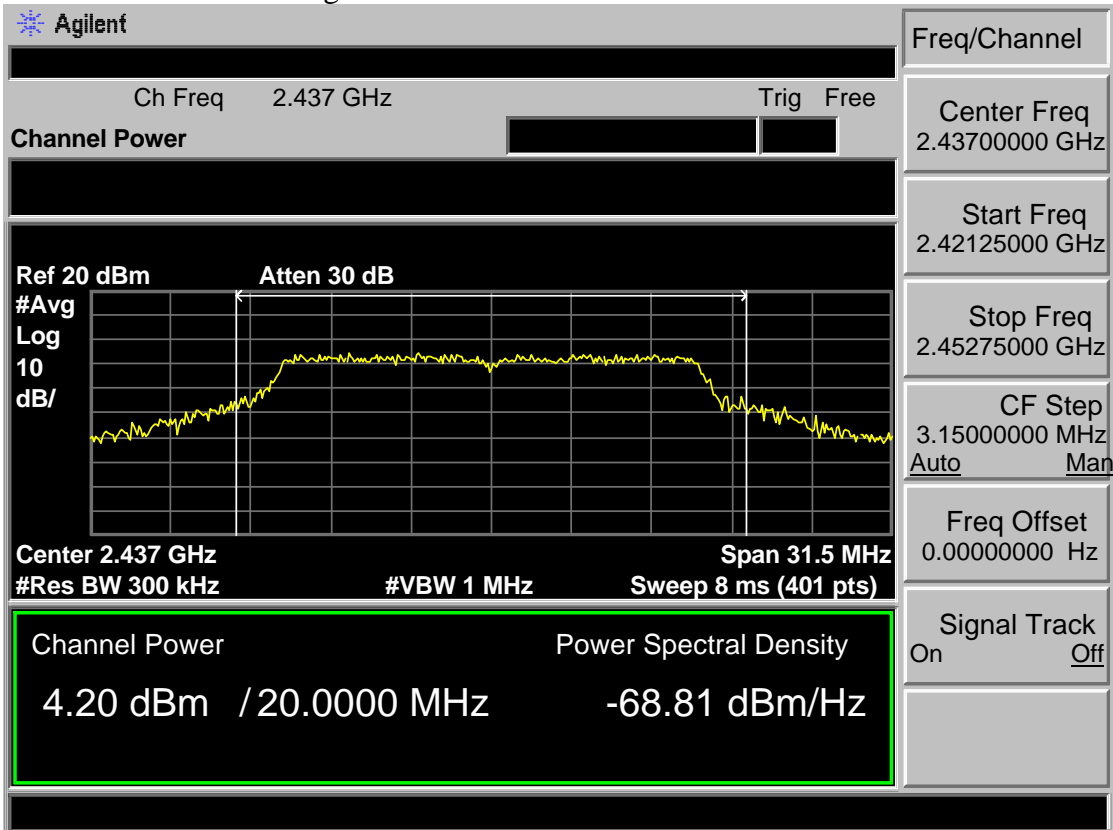 Agilent
Freq/Channel
Ch Freq 2.437 GHz Trig Free
Channel Power
Center Freq
2.43700000 GHz
Start Freq
2.42125000 GHz
Ref 20 dBm Atten 30 dB
#Avg
Log
10
dB/
Stop Freq
2.45275000 GHz
CF Step
3.15000000 MHz
Auto Man
Freq Offset
0.00000000 Hz
Center 2.437 GHz Span 31.5 MHz
#Res BW 300 kHz #VBW 1 MHz Sweep 8 ms (401 pts)
Signal Track
On Off
Channel Power Power Spectral Density
4.20 dBm / 20.0000 MHz -68.81 dBm/Hz